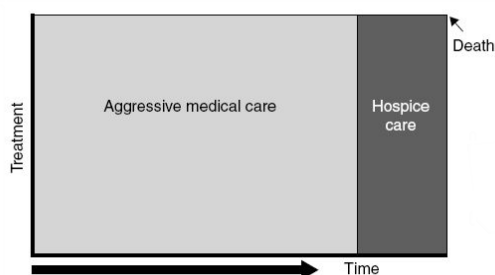 Death
Treatment
Aggressive medical care
Hospice
care
Time